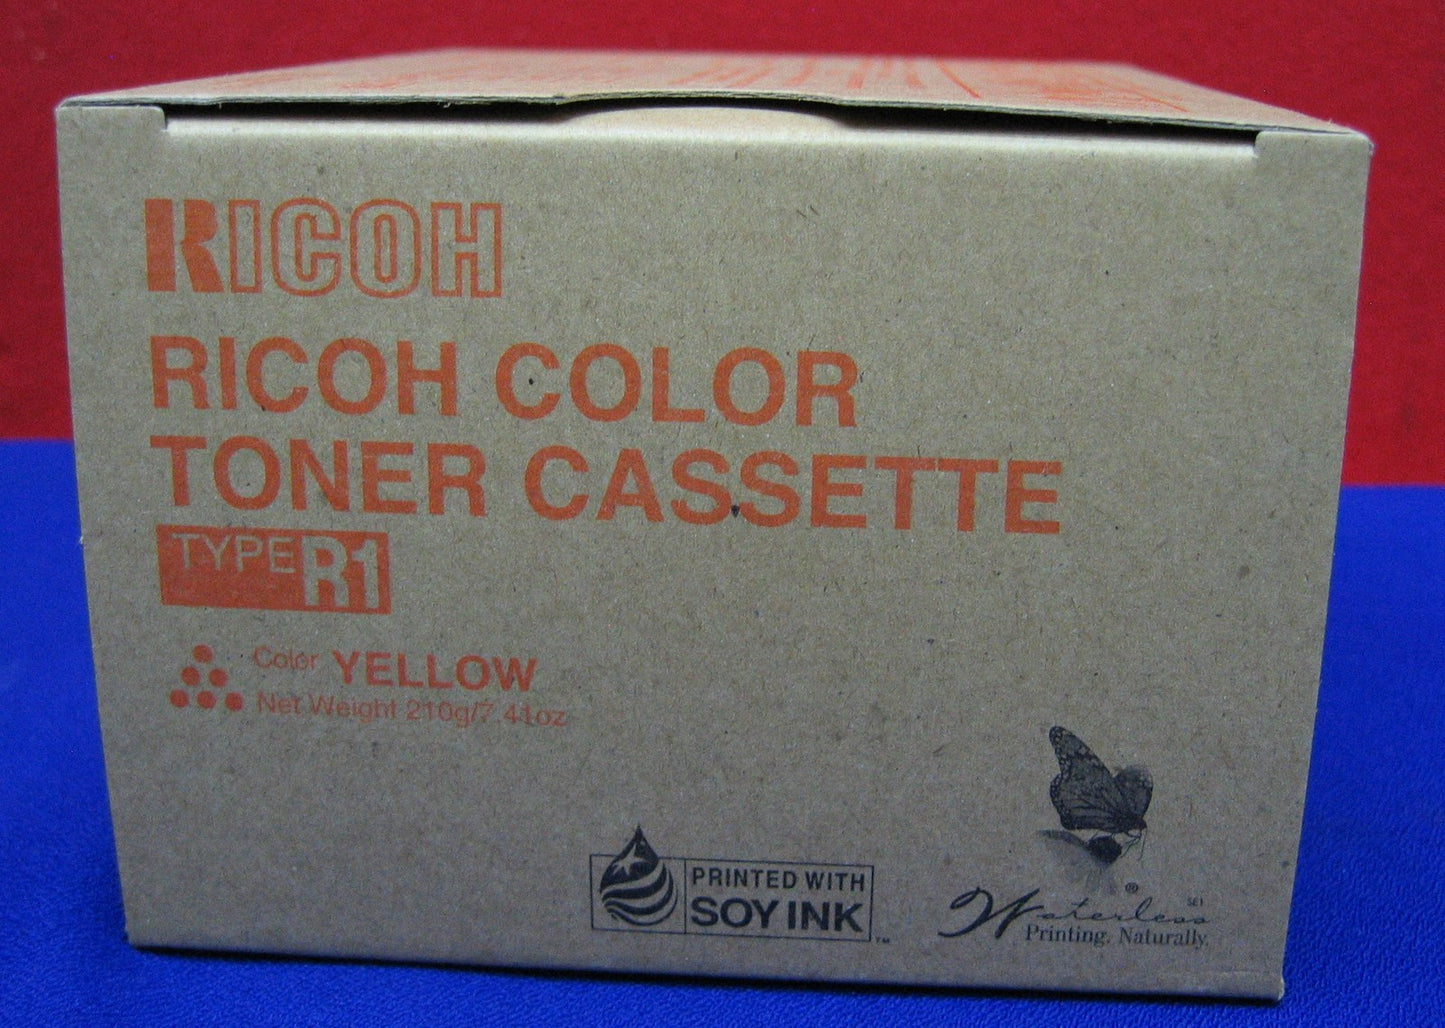 RICOH
RICOH COLOR
TONER CASSETTE
TYPE R1
Color YELLOW
Net Weight 210g/7.41oz
PRINTED WITH
SOY INK™
®
Waterless
Printing. Naturally.